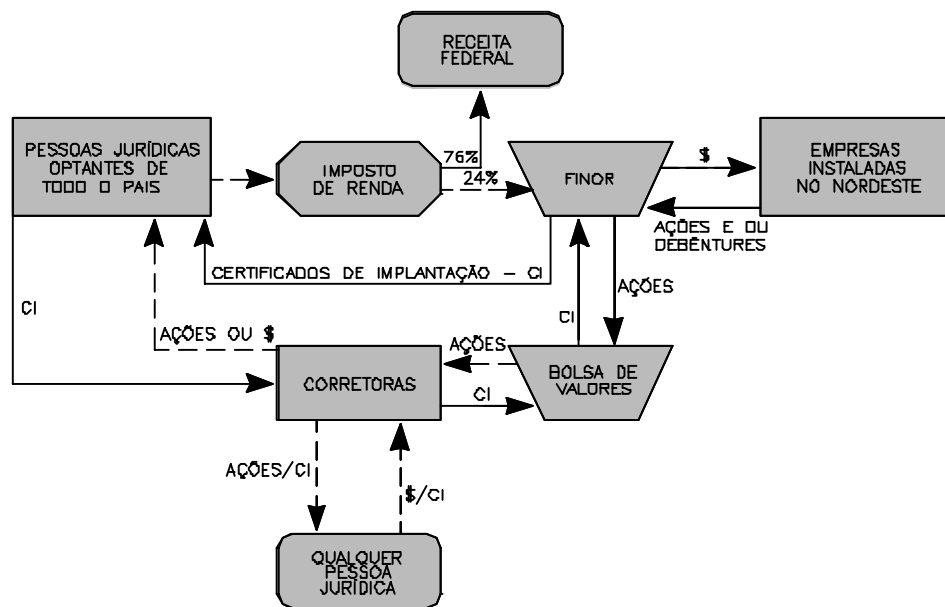 RECEITA
FEDERAL
PESSOAS JURÍDICAS
OPTANTES DE
TODO O PAIS
IMPOSTO
DE RENDA
76%
24%
FINOR
$
EMPRESAS
INSTALADAS
NO NORDESTE
AÇÕES E OU
DEBÊNTURES
CERTIFICADOS DE IMPLANTAÇÃO - CI
AÇÕES
CI
CI
AÇÕES OU $
AÇÕES
CORRETORAS
CI
BOLSA DE
VALORES
AÇÕES/CI
$/CI
QUALQUER
PESSOA
JURÍDICA